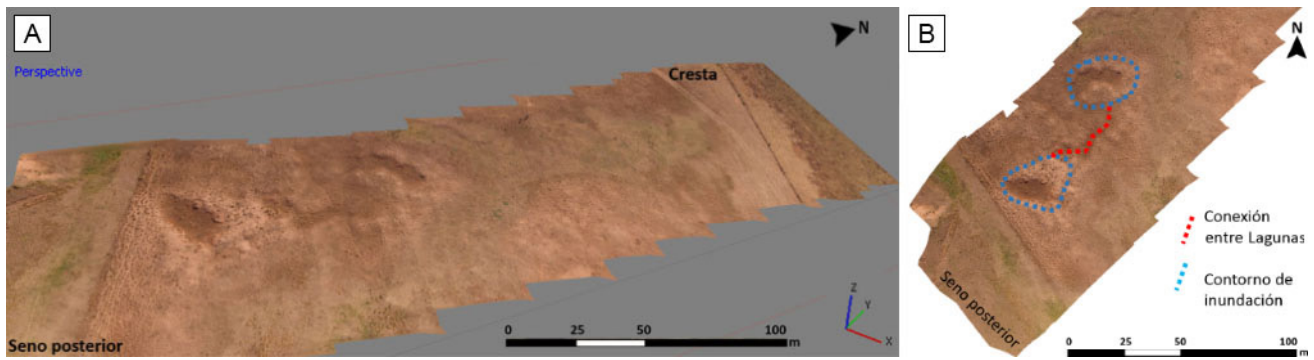 A
Perspective
N
Cresta
Seno posterior
0 25 50 100
m
Z
Y
X
B
N
Conexión
entre Lagunas
Contorno de
inundación
Seno posterior
0 25 50 100
m